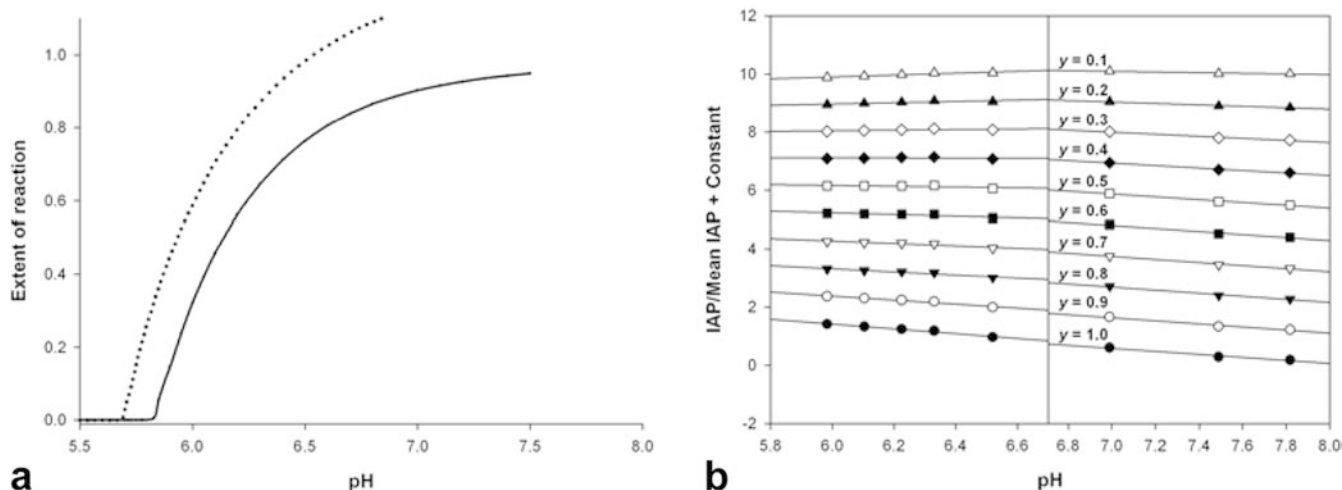 Extent of reaction
1.0
0.8
0.6
0.4
0.2
0.0
5.5 6.0 6.5 7.0 7.5 8.0
pH
a
b
IAP/Mean IAP + Constant
12
10
8
6
4
2
0
-2
y = 0.1
y = 0.2
y = 0.3
y = 0.4
y = 0.5
y = 0.6
y = 0.7
y = 0.8
y = 0.9
y = 1.0
5.8 6.0 6.2 6.4 6.6 6.8 7.0 7.2 7.4 7.6 7.8 8.0
pH